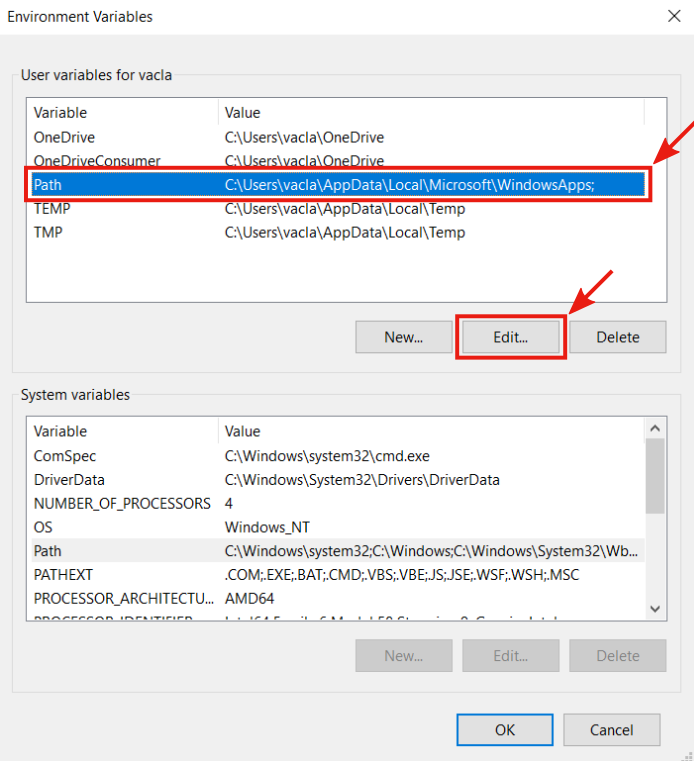 Environment Variables
User variables for vacla
Variable Value
OneDrive C:\Users\vacla\OneDrive
OneDriveConsumer C:\Users\vacla\OneDrive
Path C:\Users\vacla\AppData\Local\Microsoft\WindowsApps;
TEMP C:\Users\vacla\AppData\Local\Temp
TMP C:\Users\vacla\AppData\Local\Temp
New... Edit... Delete
System variables
Variable Value
ComSpec C:\Windows\system32\cmd.exe
DriverData C:\Windows\System32\Drivers\DriverData
NUMBER_OF_PROCESSORS 4
OS Windows_NT
Path C:\Windows\system32;C:\Windows;C:\Windows\System32\Wb...
PATHEXT .COM;.EXE;.BAT;.CMD;.VBS;.VBE;.JS;.JSE;.WSF;.WSH;.MSC
PROCESSOR_ARCHITECTU... AMD64
PROCESSOR_IDENTIFIER
New... Edit... Delete
OK Cancel